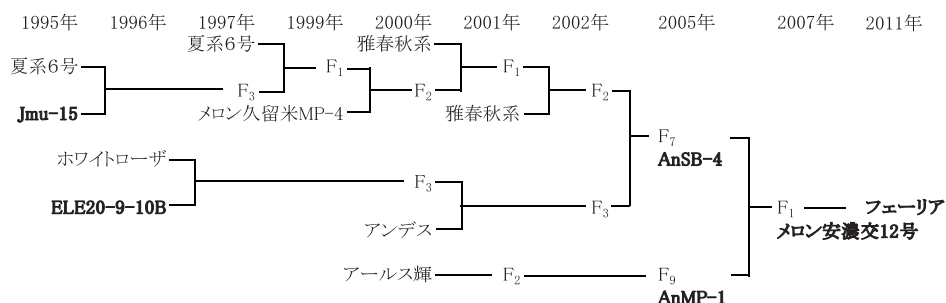 1995年 1996年 1997年 1999年 2000年 2001年 2002年 2005年 2007年 2011年
夏系6号 雅春秋系
夏系6号 F1 F1
F3 F2 F2
Jmu-15 メロン久留米MP-4 雅春秋系
F7
ホワイトローザ AnSB-4
F3
ELE20-9-10B F3 F1 フェーリア
アンデス メロン安濃交12号
アールス輝 F2 F9
AnMP-1